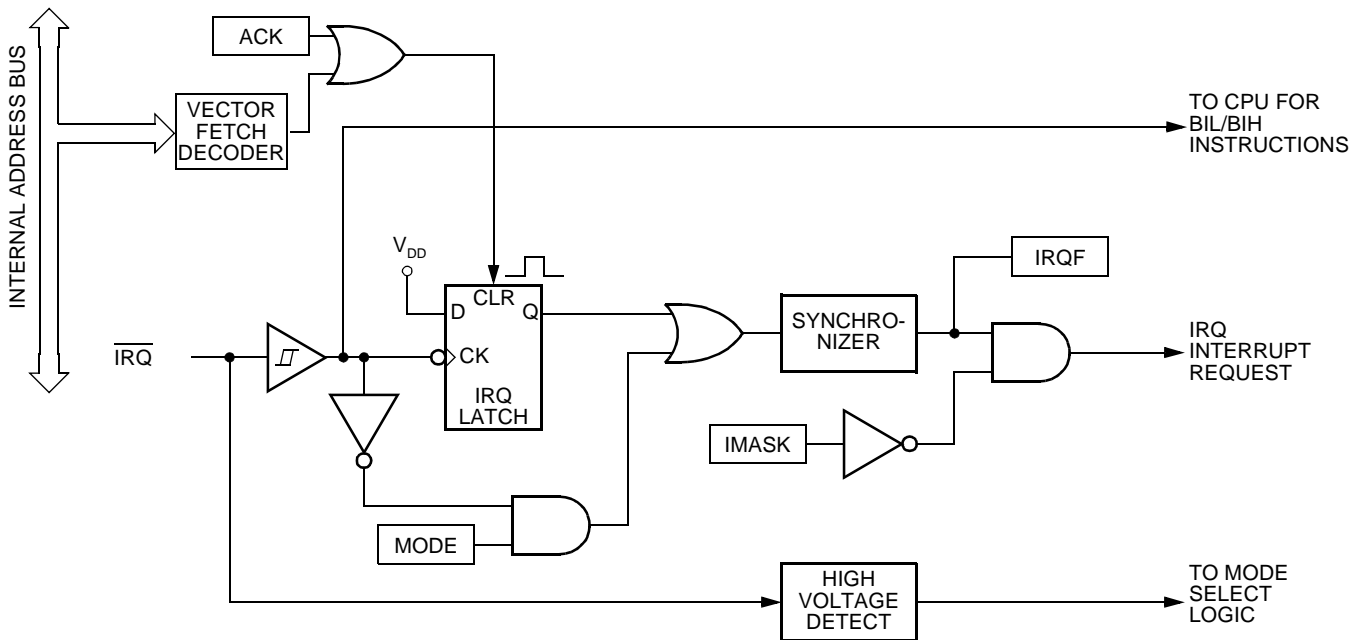 INTERNAL ADDRESS BUS
ACK
VECTOR
FETCH
DECODER
TO CPU FOR
BIL/BIH
INSTRUCTIONS
VDD
CLR
D
Q
CK
IRQ
LATCH
IRQ
SYNCHRO-
NIZER
IRQF
IRQ
INTERRUPT
REQUEST
IMASK
MODE
HIGH
VOLTAGE
DETECT
TO MODE
SELECT
LOGIC